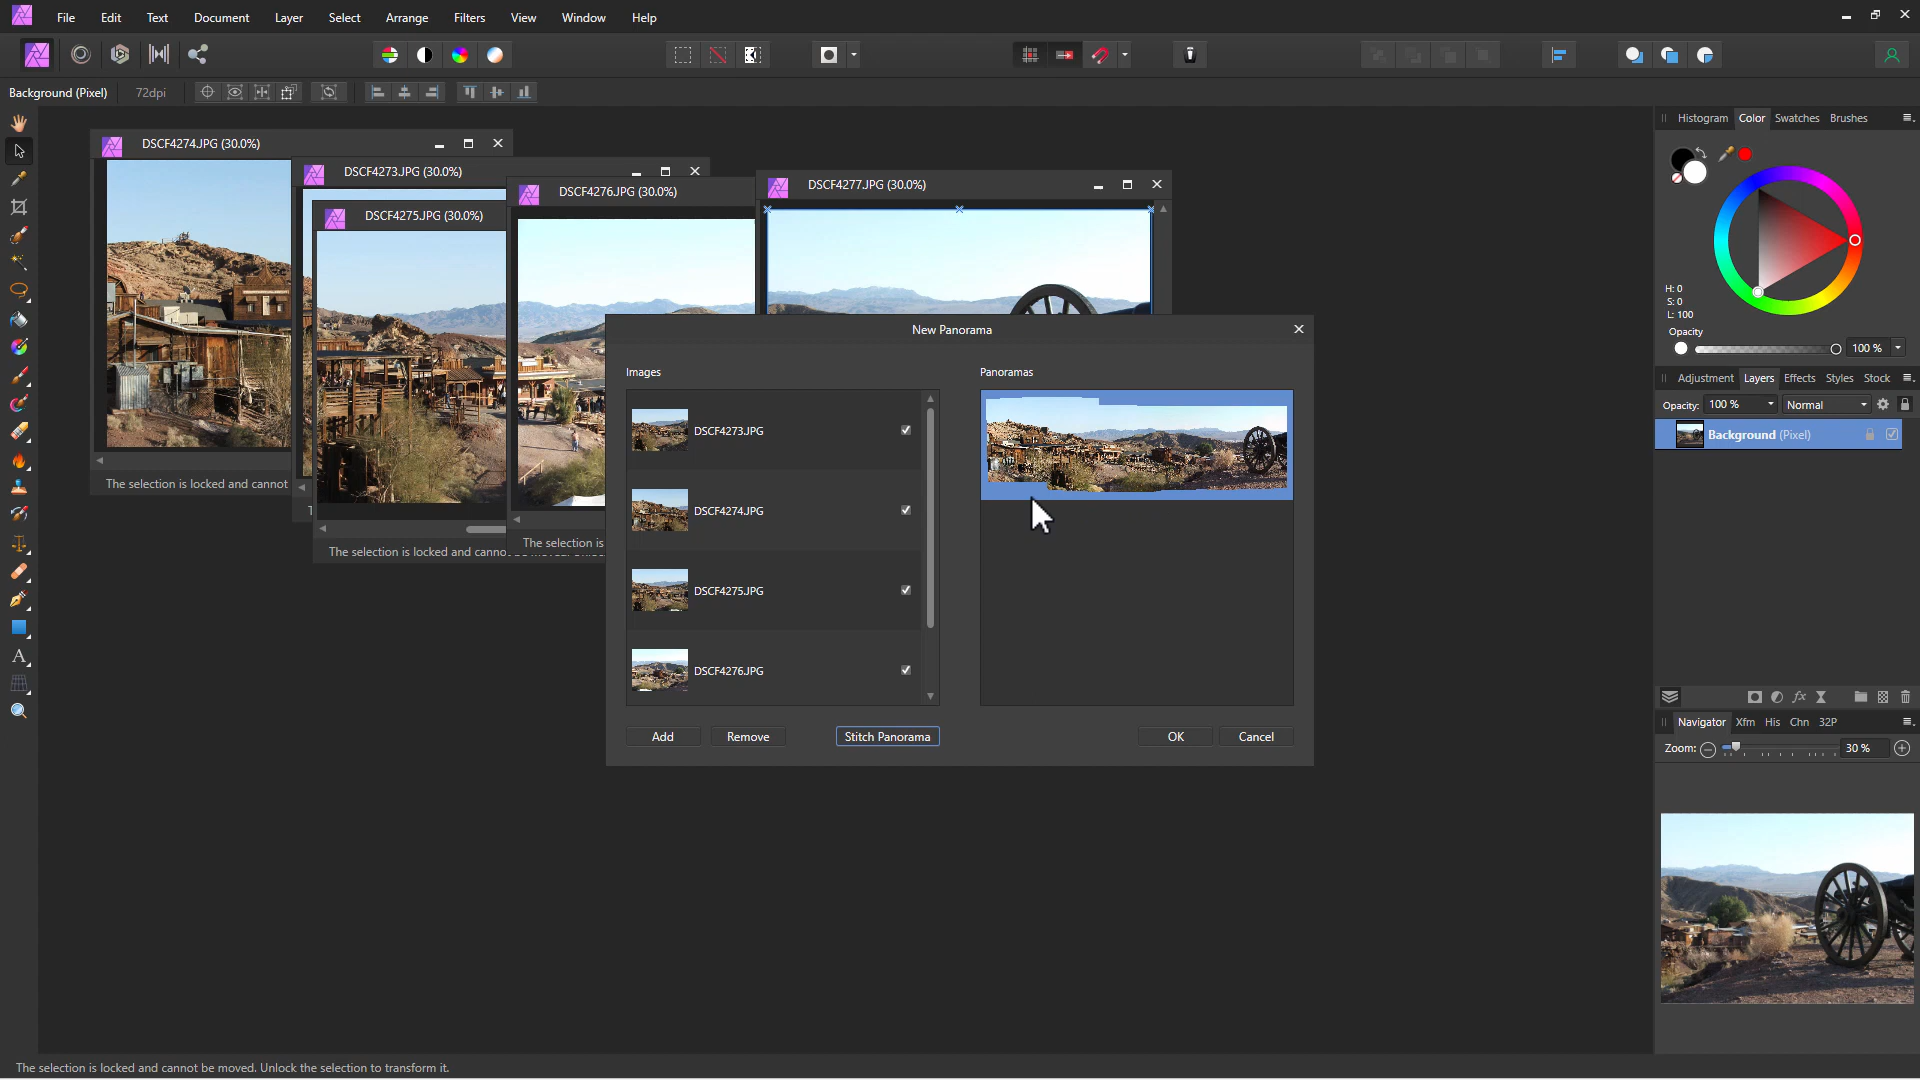 File Edit Text Document Layer Select Arrange Filters View Window Help
Background (Pixel) 72dpi
DSCF4274.JPG (30.0%)
DSCF4273.JPG (30.0%)
DSCF4276.JPG (30.0%)
DSCF4277.JPG (30.0%)
DSCF4275.JPG (30.0%)
The selection is locked and cannot
The selection is locked and canno
The selection is
New Panorama
Images
Panoramas
DSCF4273.JPG
DSCF4274.JPG
DSCF4275.JPG
DSCF4276.JPG
Add Remove Stitch Panorama OK Cancel
Histogram Color Swatches Brushes
H: 0
S: 0
L: 100
Opacity
100 %
Adjustment Layers Effects Styles Stock
Opacity: 100 % Normal
Background (Pixel)
fx
Navigator Xfm His Chn 32P
Zoom: 30 %
The selection is locked and cannot be moved. Unlock the selection to transform it.